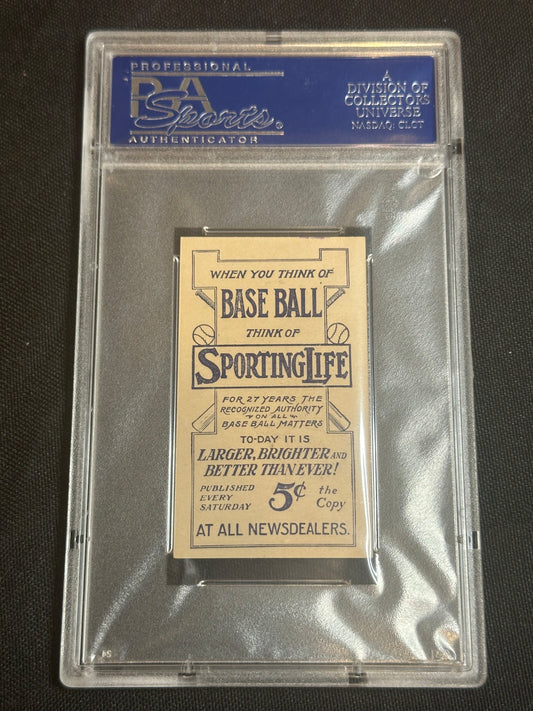 PROFESSIONAL
PSA
Sports®
AUTHENTICATOR
A
DIVISION OF
COLLECTORS
UNIVERSE
NASDAQ: CLCT
WHEN YOU THINK OF
BASE BALL
THINK OF
SPORTING LIFE
FOR 27 YEARS THE
RECOGNIZED AUTHORITY
ON ALL
BASE BALL MATTERS
TO-DAY IT IS
LARGER, BRIGHTER AND
BETTER THAN EVER!
PUBLISHED
EVERY
SATURDAY
5¢
the
Copy
AT ALL NEWSDEALERS.